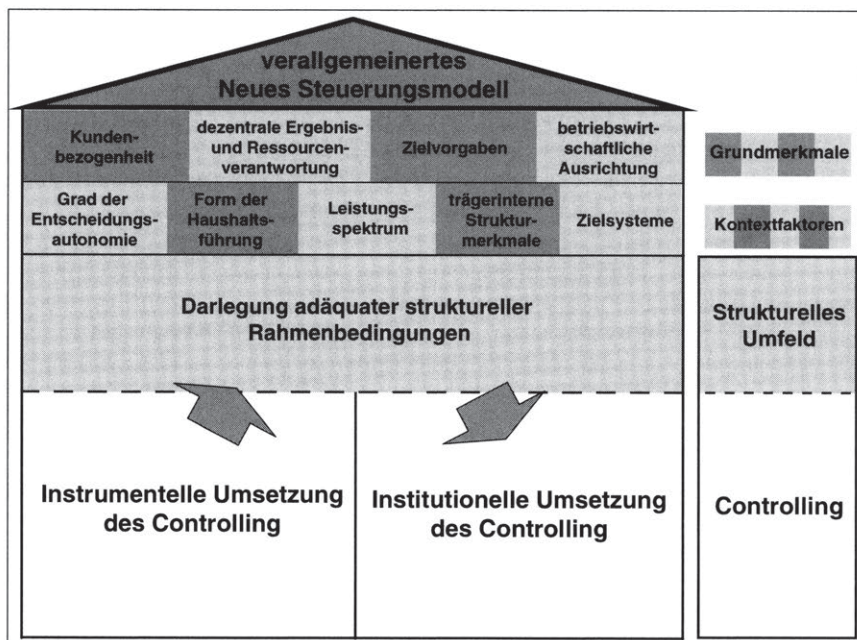 verallgemeinertes
Neues Steuerungsmodell
Kunden-
bezogenheit
dezentrale Ergebnis-
und Ressourcen-
verantwortung
Zielvorgaben
betriebswirt-
schaftliche
Ausrichtung
Grundmerkmale
Grad der
Entscheidungs-
autonomie
Form der
Haushalts-
führung
Leistungs-
spektrum
trägerinterne
Struktur-
merkmale
Zielsysteme
Kontextfaktoren
Darlegung adäquater struktureller
Rahmenbedingungen
Strukturelles
Umfeld
Instrumentelle Umsetzung
des Controlling
Institutionelle Umsetzung
des Controlling
Controlling